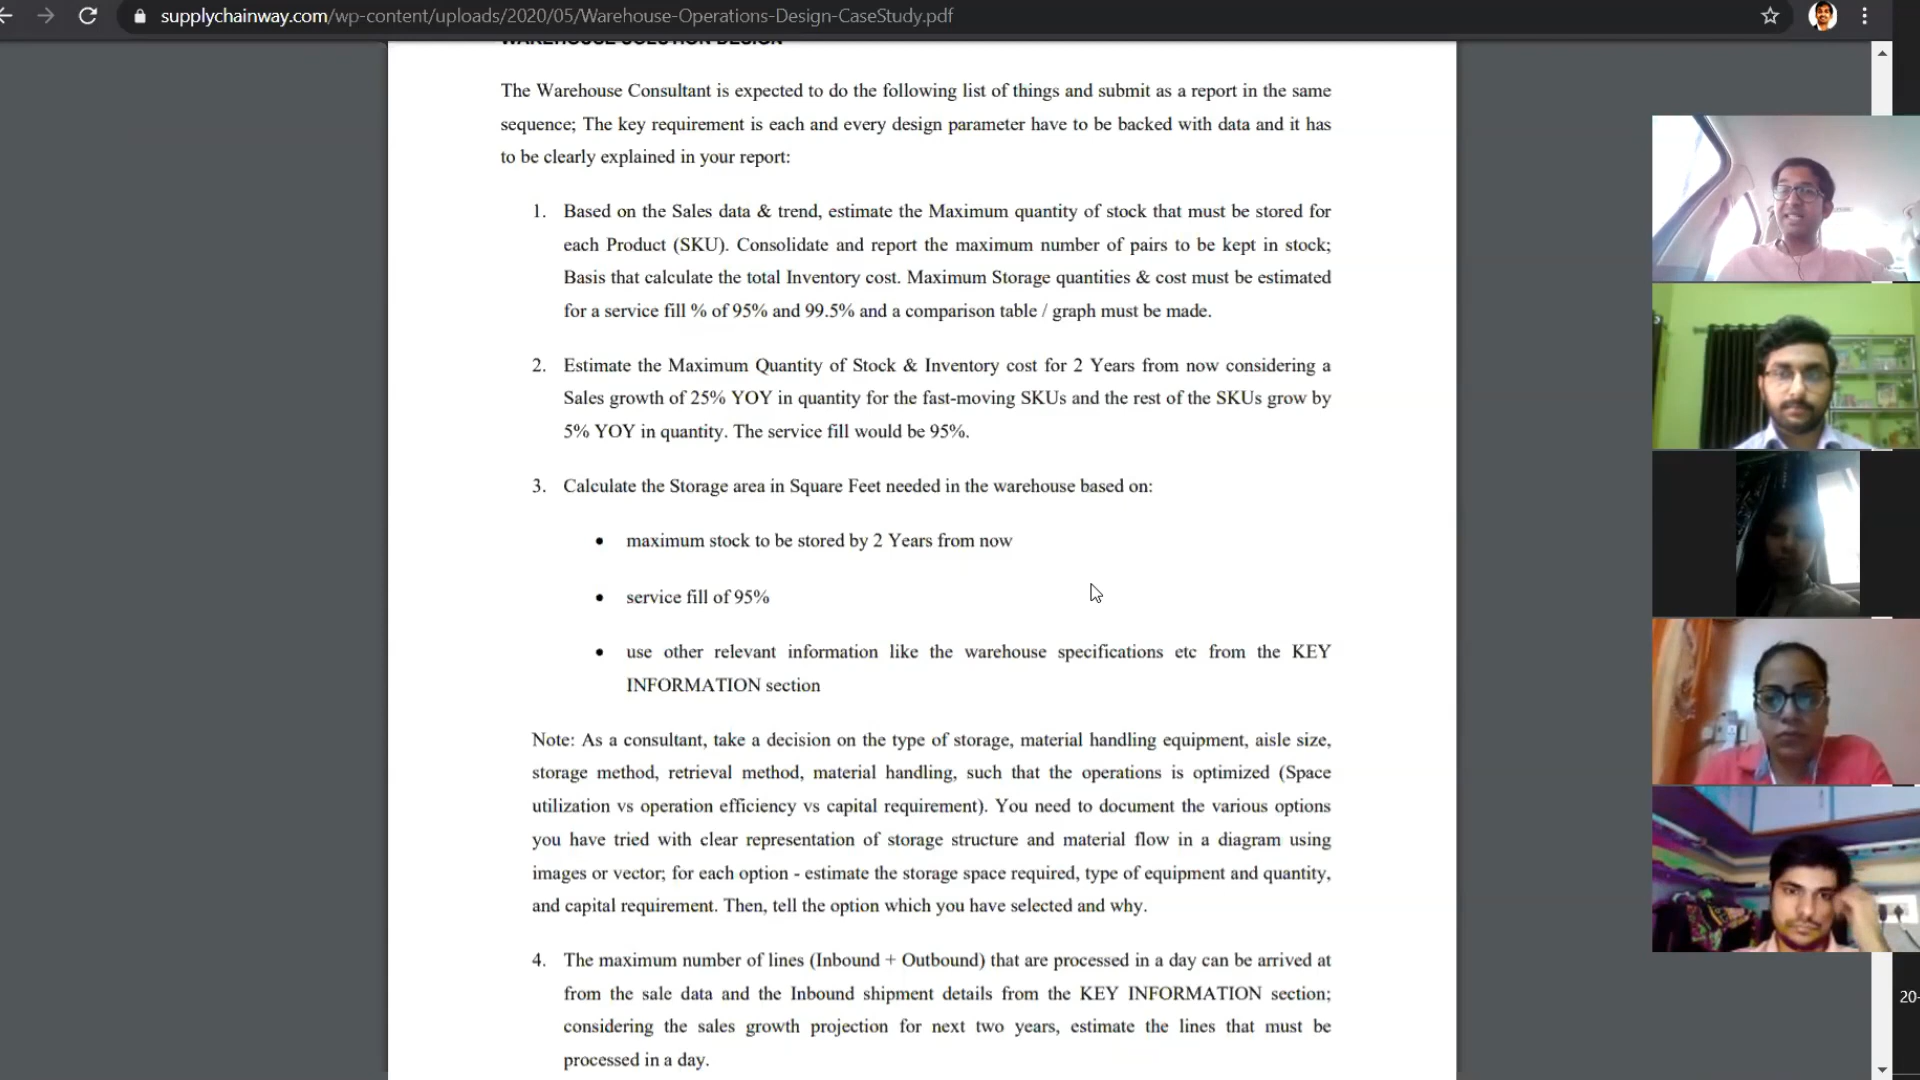 supplychainway.com/wp-content/uploads/2020/05/Warehouse-Operations-Design-CaseStudy.pdf
WAREHOUSE SOLUTION DESIGN
The Warehouse Consultant is expected to do the following list of things and submit as a report in the same
sequence; The key requirement is each and every design parameter have to be backed with data and it has
to be clearly explained in your report:
1. Based on the Sales data & trend, estimate the Maximum quantity of stock that must be stored for
each Product (SKU). Consolidate and report the maximum number of pairs to be kept in stock;
Basis that calculate the total Inventory cost. Maximum Storage quantities & cost must be estimated
for a service fill % of 95% and 99.5% and a comparison table / graph must be made.
2. Estimate the Maximum Quantity of Stock & Inventory cost for 2 Years from now considering a
Sales growth of 25% YOY in quantity for the fast-moving SKUs and the rest of the SKUs grow by
5% YOY in quantity. The service fill would be 95%.
3. Calculate the Storage area in Square Feet needed in the warehouse based on:
• maximum stock to be stored by 2 Years from now
• service fill of 95%
• use other relevant information like the warehouse specifications etc from the KEY
INFORMATION section
Note: As a consultant, take a decision on the type of storage, material handling equipment, aisle size,
storage method, retrieval method, material handling, such that the operations is optimized (Space
utilization vs operation efficiency vs capital requirement). You need to document the various options
you have tried with clear representation of storage structure and material flow in a diagram using
images or vector; for each option - estimate the storage space required, type of equipment and quantity,
and capital requirement. Then, tell the option which you have selected and why.
4. The maximum number of lines (Inbound + Outbound) that are processed in a day can be arrived at
from the sale data and the Inbound shipment details from the KEY INFORMATION section;
considering the sales growth projection for next two years, estimate the lines that must be
processed in a day.
20-